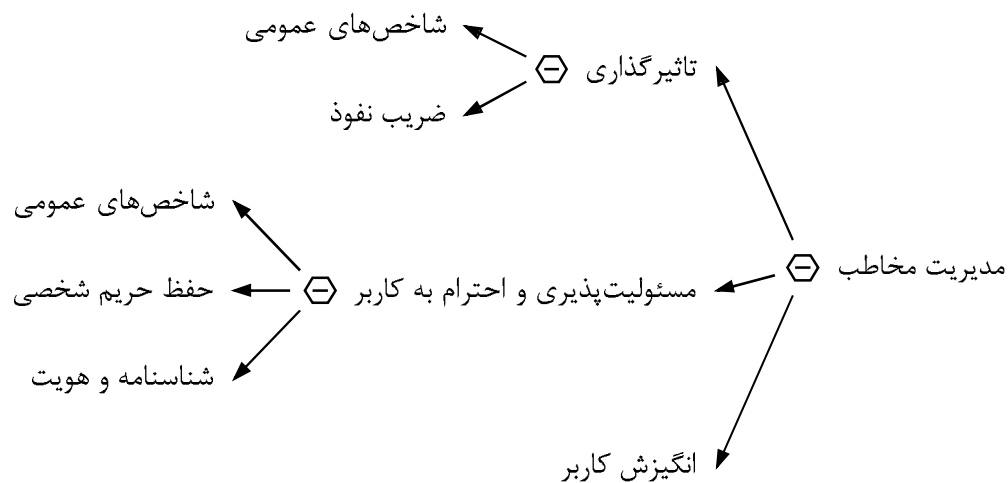 مدیریت مخاطب
تاثیرگذاری
شاخص‌های عمومی
ضریب نفوذ
مسئولیت‌پذیری و احترام به کاربر
شاخص‌های عمومی
حفظ حریم شخصی
شناسنامه و هویت
انگیزش کاربر